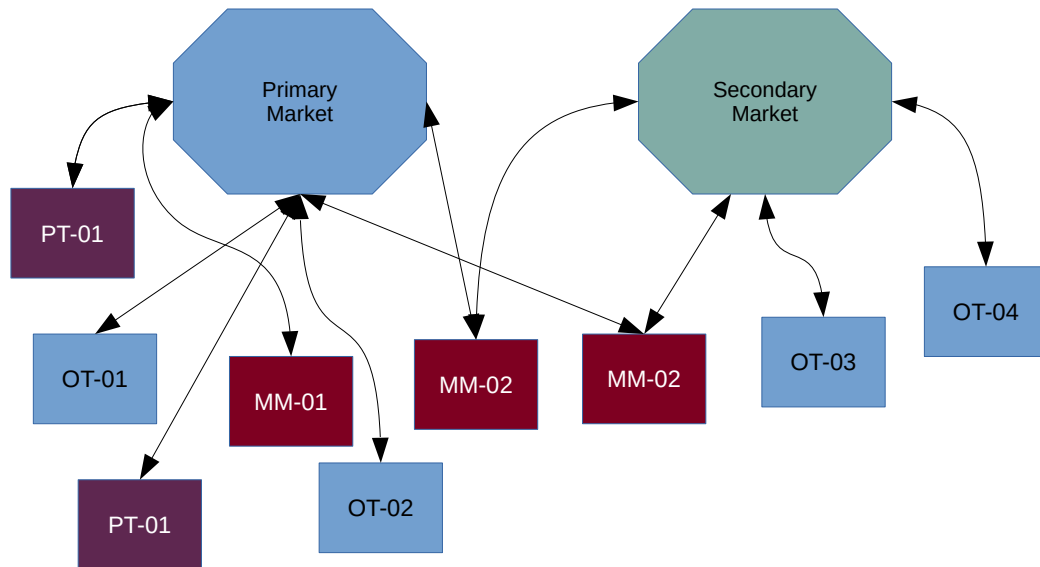 Primary
Market
Secondary
Market
PT-01
OT-04
OT-01
OT-03
MM-01
MM-02
MM-02
OT-02
PT-01